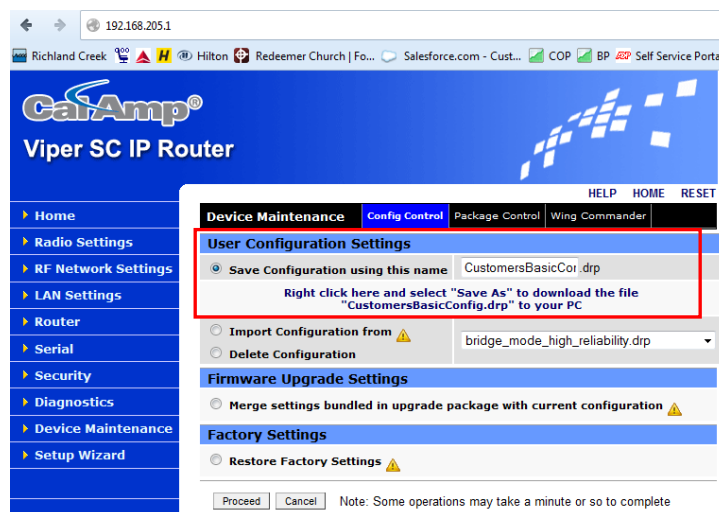 192.168.205.1
Richland Creek H Hilton Redeemer Church | Fo... Salesforce.com - Cust... COP BP ADP Self Service Porta
CalAmp®
Viper SC IP Router
HELP HOME RESET
Home
Radio Settings
RF Network Settings
LAN Settings
Router
Serial
Security
Diagnostics
Device Maintenance
Setup Wizard
Device Maintenance Config Control Package Control Wing Commander
User Configuration Settings
Save Configuration using this name CustomersBasicCor .drp
Right click here and select "Save As" to download the file
"CustomersBasicConfig.drp" to your PC
Import Configuration from bridge_mode_high_reliability.drp
Delete Configuration
Firmware Upgrade Settings
Merge settings bundled in upgrade package with current configuration
Factory Settings
Restore Factory Settings
Proceed Cancel Note: Some operations may take a minute or so to complete